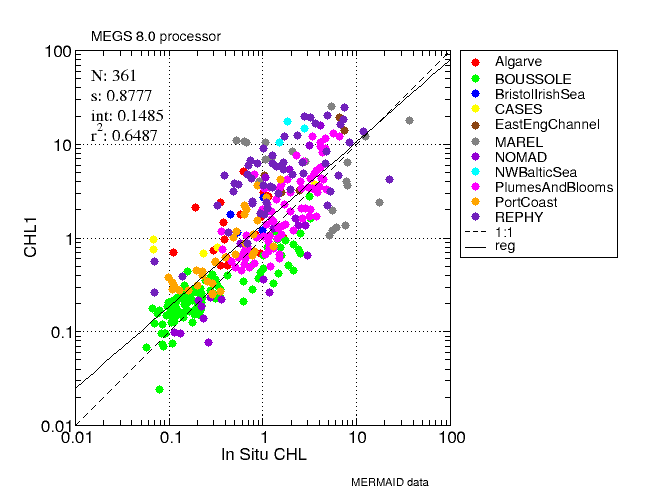 MEGS 8.0 processor
100
10
1
0.1
0.01
CHL1
N: 361
s: 0.8777
int: 0.1485
r²: 0.6487
0.01
0.1
1
10
100
In Situ CHL
Algarve
BOUSSOLE
BristolIrishSea
CASES
EastEngChannel
MAREL
NOMAD
NWBalticSea
PlumesAndBlooms
PortCoast
REPHY
1:1
reg
MERMAID data